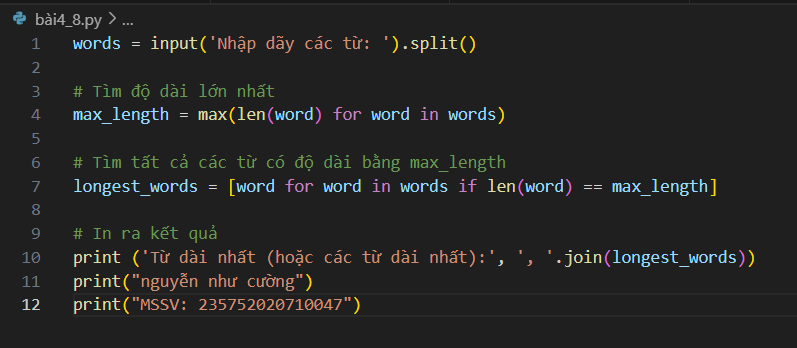 bài4_8.py > ...
1 words = input('Nhập dãy các từ: ').split()
2
3 # Tìm độ dài lớn nhất
4 max_length = max(len(word) for word in words)
5
6 # Tìm tất cả các từ có độ dài bằng max_length
7 longest_words = [word for word in words if len(word) == max_length]
8
9 # In ra kết quả
10 print ('Từ dài nhất (hoặc các từ dài nhất):', ', '.join(longest_words))
11 print("nguyễn như cường")
12 print("MSSV: 235752020710047")